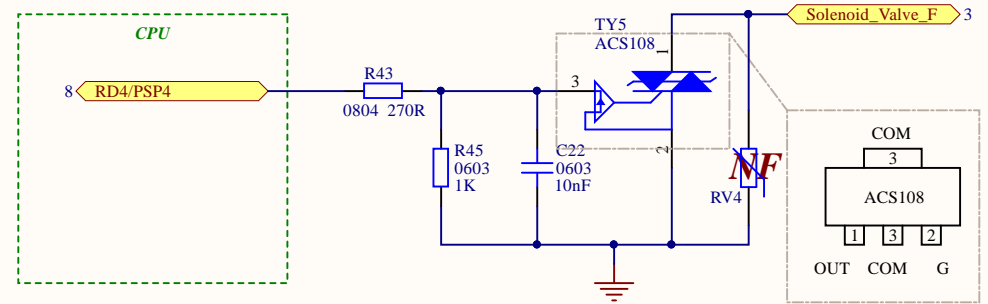 Solenoid_Valve_F 3
CPU
TY5
ACS108
1
8 RD4/PSP4
R43
0804 270R
3
2
R45
0603
1K
C22
0603
10nF
NF
RV4
COM
3
ACS108
1 3 2
OUT COM G